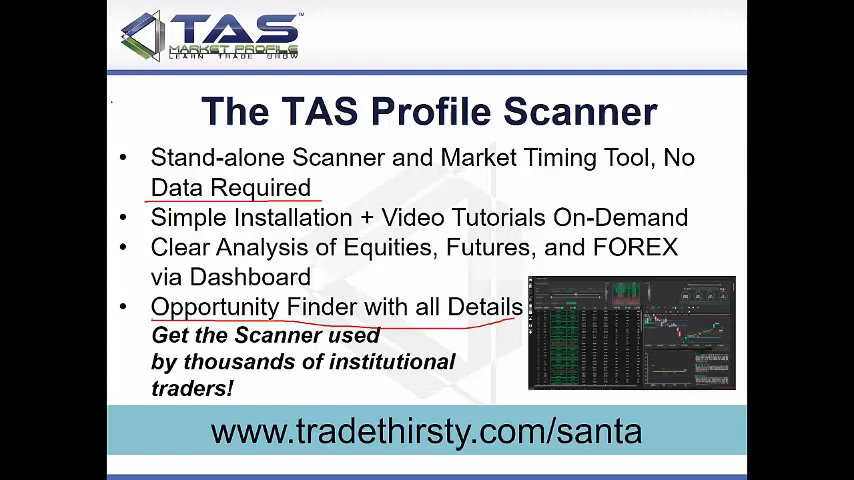 TAS™
MARKET PROFILE
LEARN TRADE GROW
The TAS Profile Scanner
• Stand-alone Scanner and Market Timing Tool, No
Data Required
• Simple Installation + Video Tutorials On-Demand
• Clear Analysis of Equities, Futures, and FOREX
via Dashboard
• Opportunity Finder with all Details
Get the Scanner used
by thousands of institutional
traders!
www.tradethirsty.com/santa